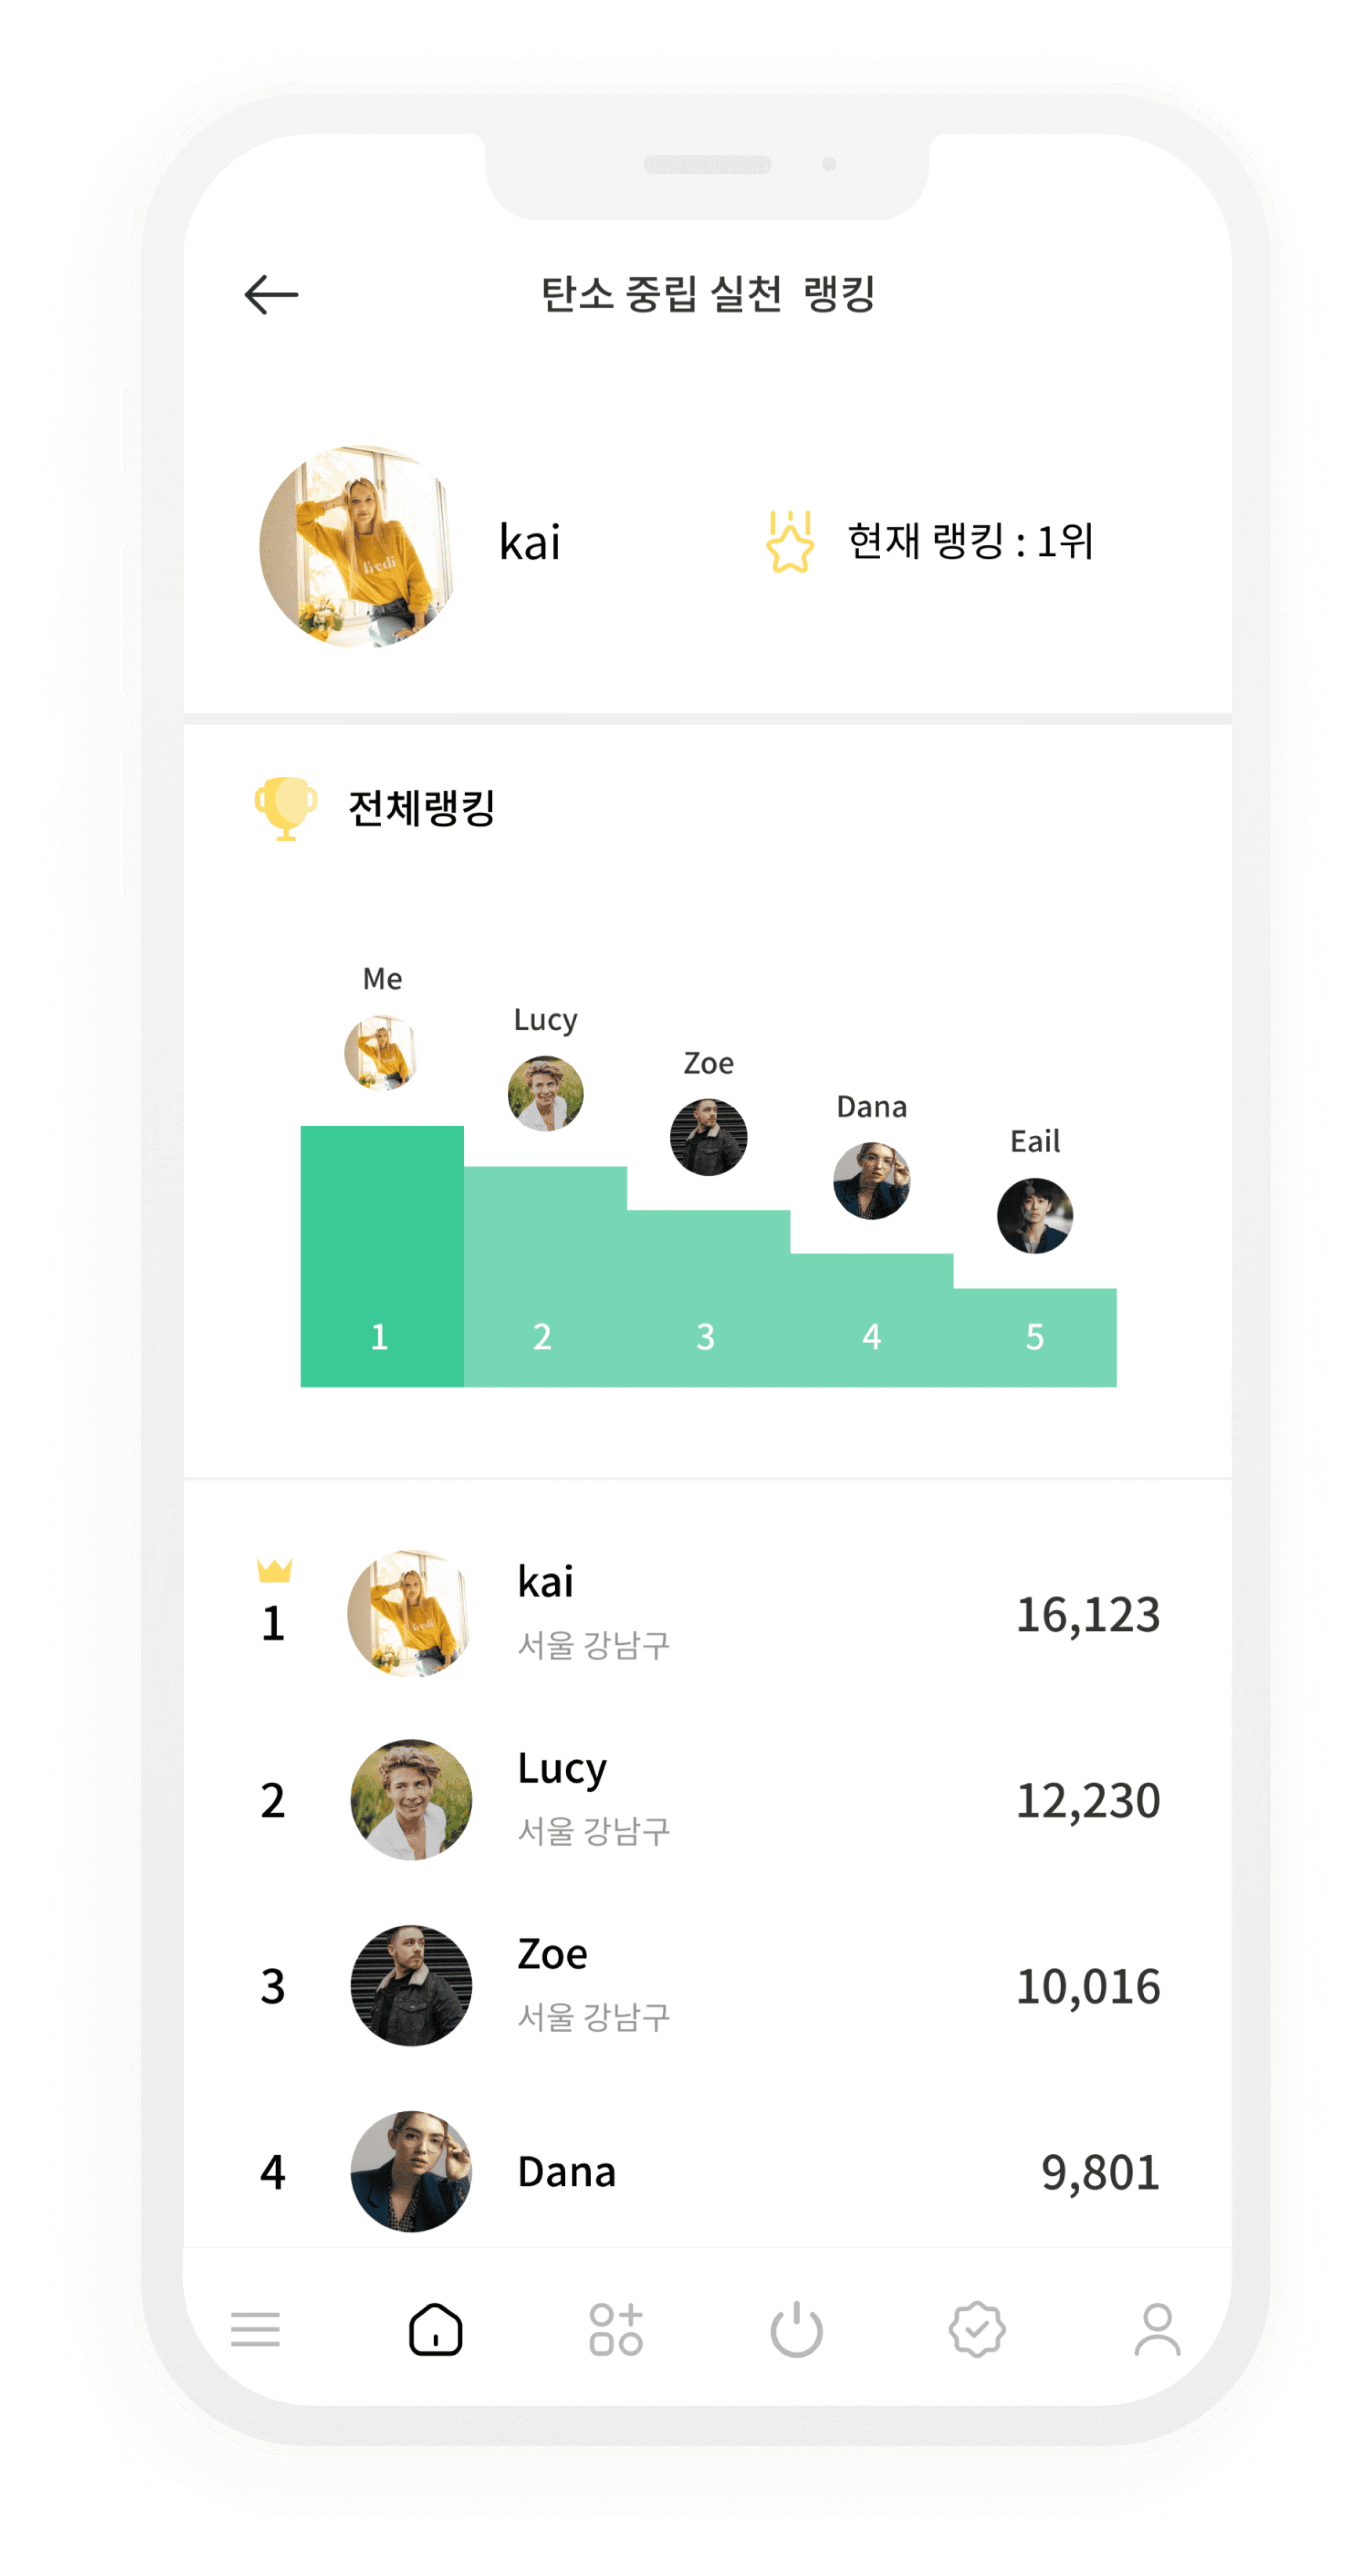 탄소 중립 실천 랭킹
kai
현재 랭킹 : 1위
전체랭킹
Me
Lucy
Zoe
Dana
Eail
1 2 3 4 5
1 kai 16,123
서울 강남구
2 Lucy 12,230
서울 강남구
3 Zoe 10,016
서울 강남구
4 Dana 9,801